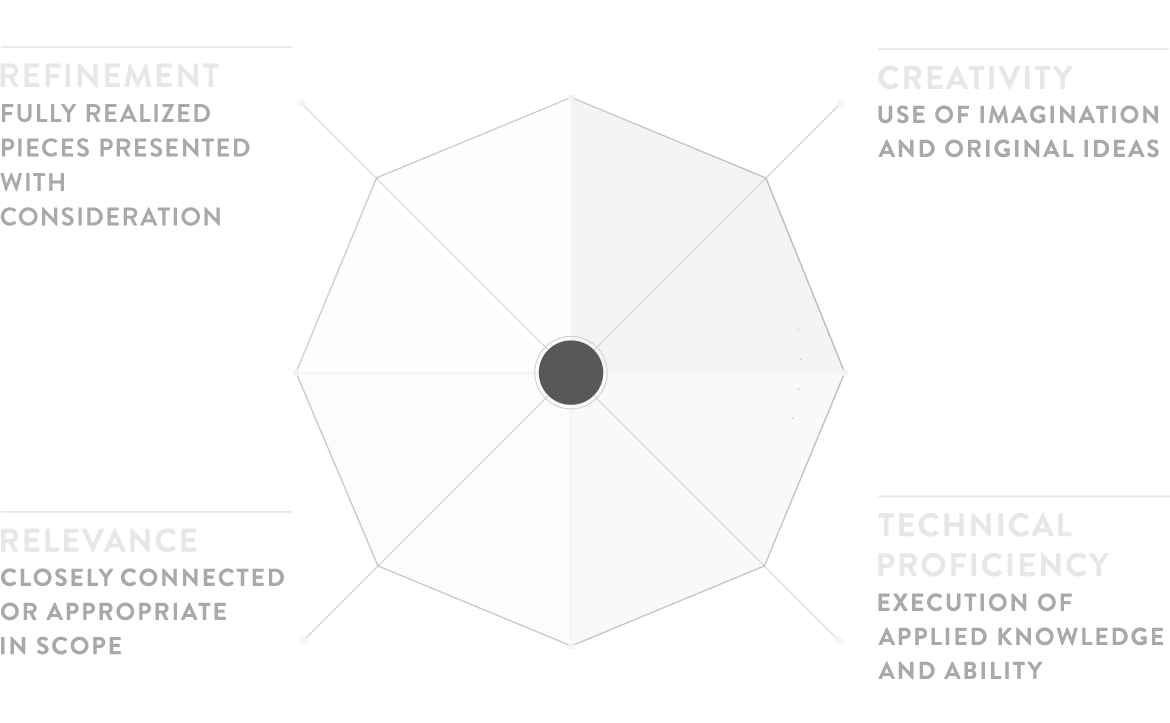 REFINEMENT
FULLY REALIZED
PIECES PRESENTED
WITH
CONSIDERATION
CREATIVITY
USE OF IMAGINATION
AND ORIGINAL IDEAS
RELEVANCE
CLOSELY CONNECTED
OR APPROPRIATE
IN SCOPE
TECHNICAL
PROFICIENCY
EXECUTION OF
APPLIED KNOWLEDGE
AND ABILITY